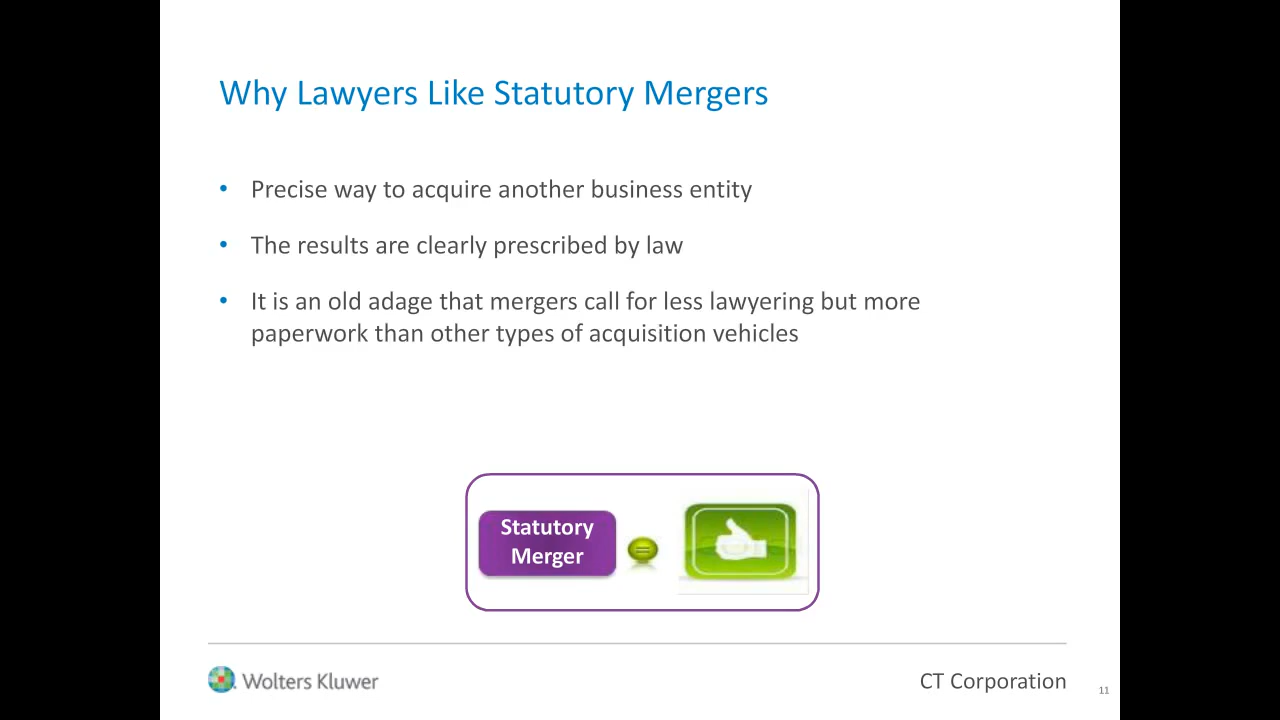 Why Lawyers Like Statutory Mergers
• Precise way to acquire another business entity
• The results are clearly prescribed by law
• It is an old adage that mergers call for less lawyering but more
paperwork than other types of acquisition vehicles
Statutory
Merger
=
Wolters Kluwer
CT Corporation
11